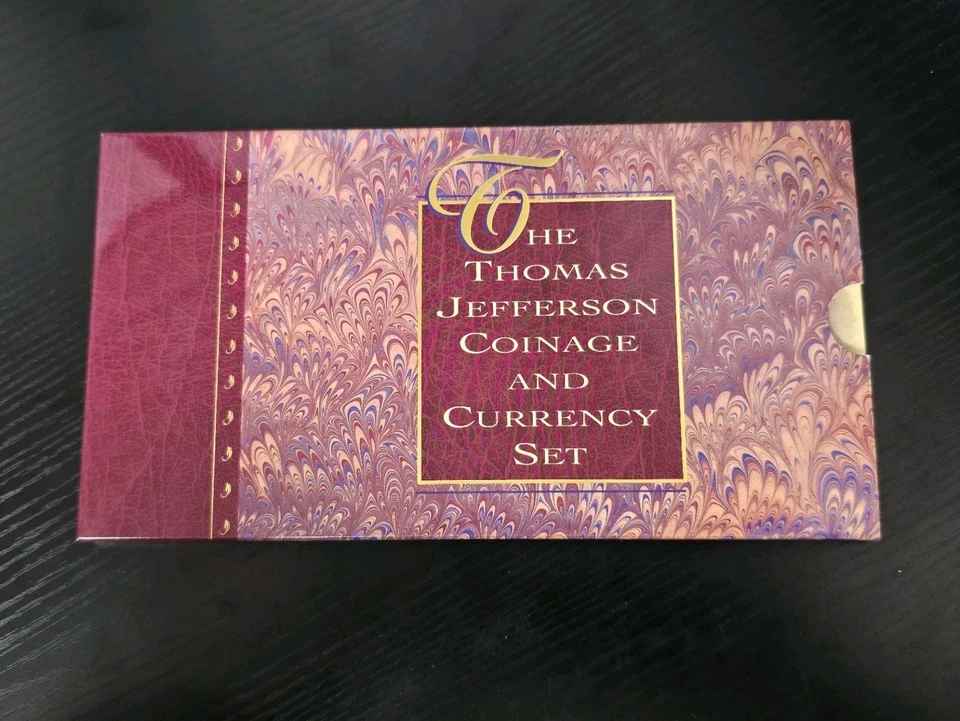 The
Thomas
Jefferson
Coinage
and
Currency
Set